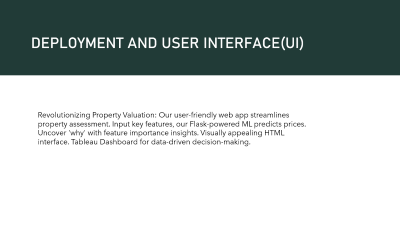 DEPLOYMENT AND USER INTERFACE(UI)
Revolutionizing Property Valuation: Our user-friendly web app streamlines
property assessment. Input key features, our Flask-powered ML predicts prices.
Uncover 'why' with feature importance insights. Visually appealing HTML
interface. Tableau Dashboard for data-driven decision-making.